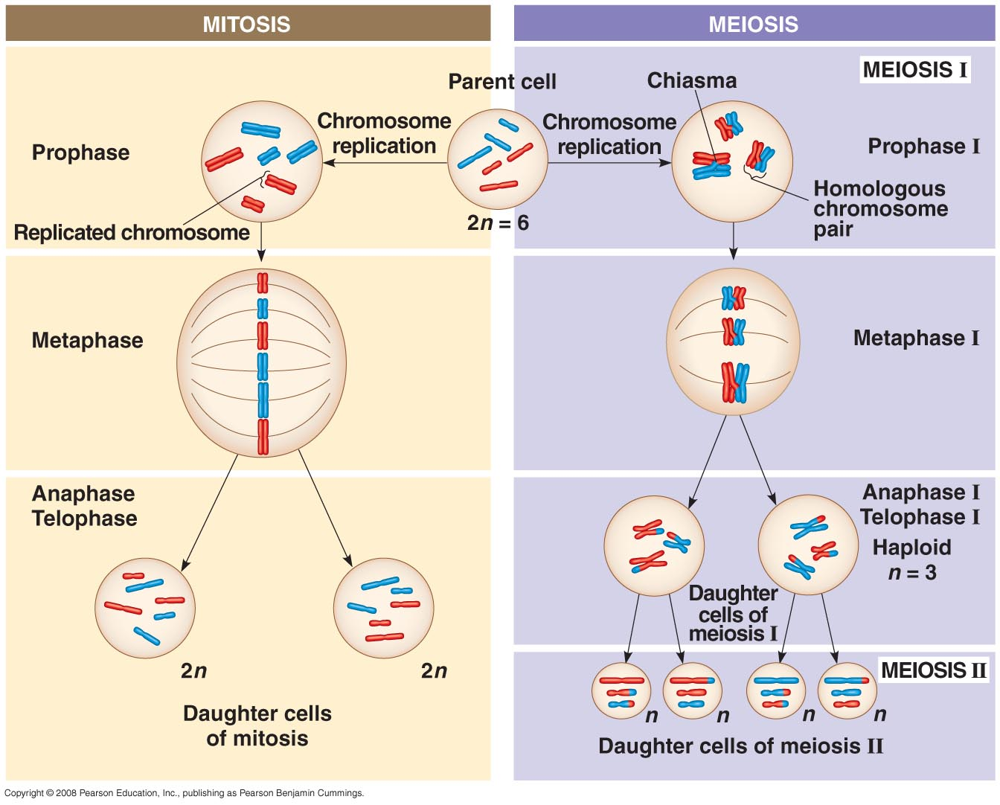 MITOSIS
MEIOSIS
MEIOSIS I
Parent cell
Chiasma
Chromosome
replication
Chromosome
replication
Prophase
Prophase I
Homologous
chromosome
pair
2n = 6
Replicated chromosome
Metaphase
Metaphase I
Anaphase
Telophase
Anaphase I
Telophase I
Haploid
n = 3
Daughter
cells of
meiosis I
2n
2n
MEIOSIS II
n
n
n
n
Daughter cells
of mitosis
Daughter cells of meiosis II
Copyright © 2008 Pearson Education, Inc., publishing as Pearson Benjamin Cummings.